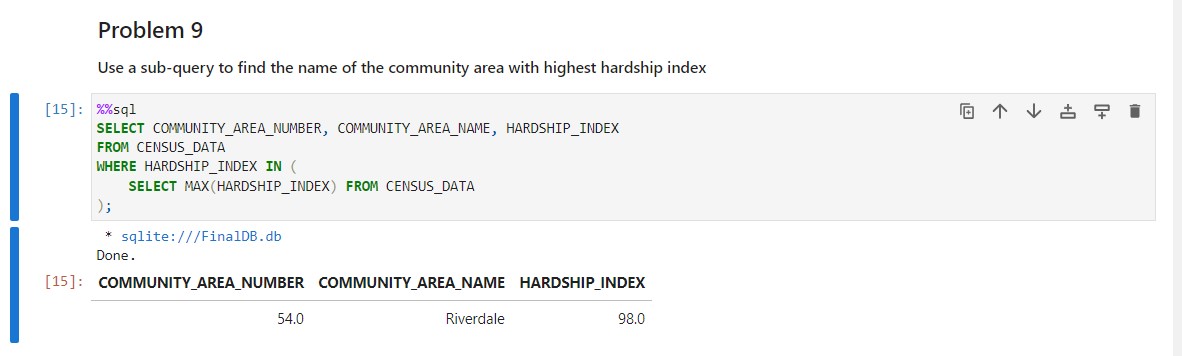 Problem 9
Use a sub-query to find the name of the community area with highest hardship index
[15]: %%sql
SELECT COMMUNITY_AREA_NUMBER, COMMUNITY_AREA_NAME, HARDSHIP_INDEX
FROM CENSUS_DATA
WHERE HARDSHIP_INDEX IN (
    SELECT MAX(HARDSHIP_INDEX) FROM CENSUS_DATA
);
* sqlite:///FinalDB.db
Done.
[15]: COMMUNITY_AREA_NUMBER COMMUNITY_AREA_NAME HARDSHIP_INDEX
54.0 Riverdale 98.0